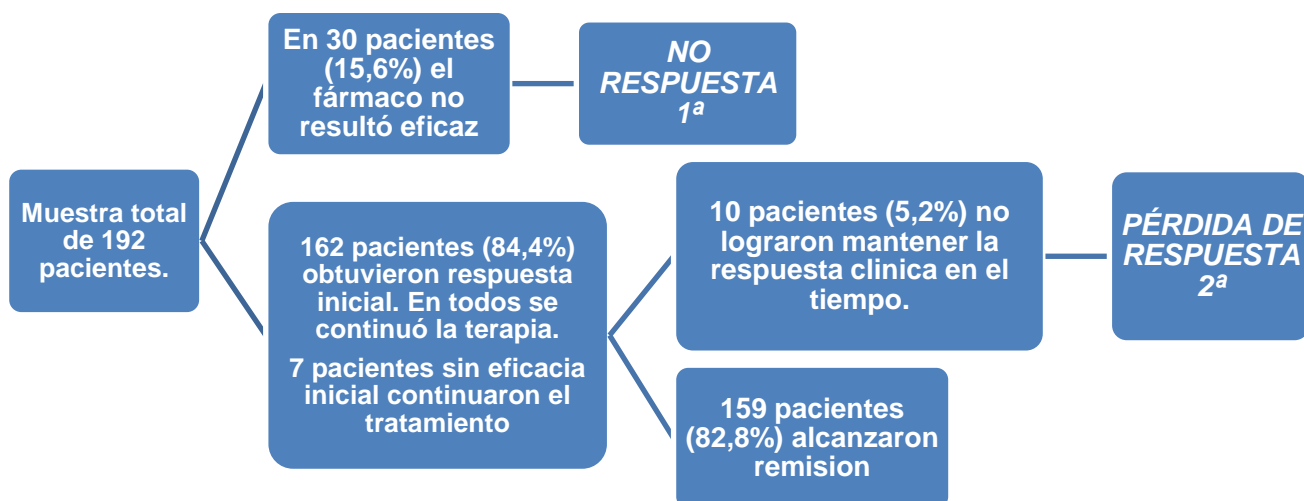 En 30 pacientes
(15,6%) el
fármaco no
resultó eficaz
NO
RESPUESTA
1ª
Muestra total
de 192
pacientes.
162 pacientes (84,4%)
obtuvieron respuesta
inicial. En todos se
continuó la terapia.
7 pacientes sin eficacia
inicial continuaron el
tratamiento
10 pacientes (5,2%) no
lograron mantener la
respuesta clinica en el
tiempo.
PÉRDIDA DE
RESPUESTA
2ª
159 pacientes
(82,8%) alcanzaron
remision